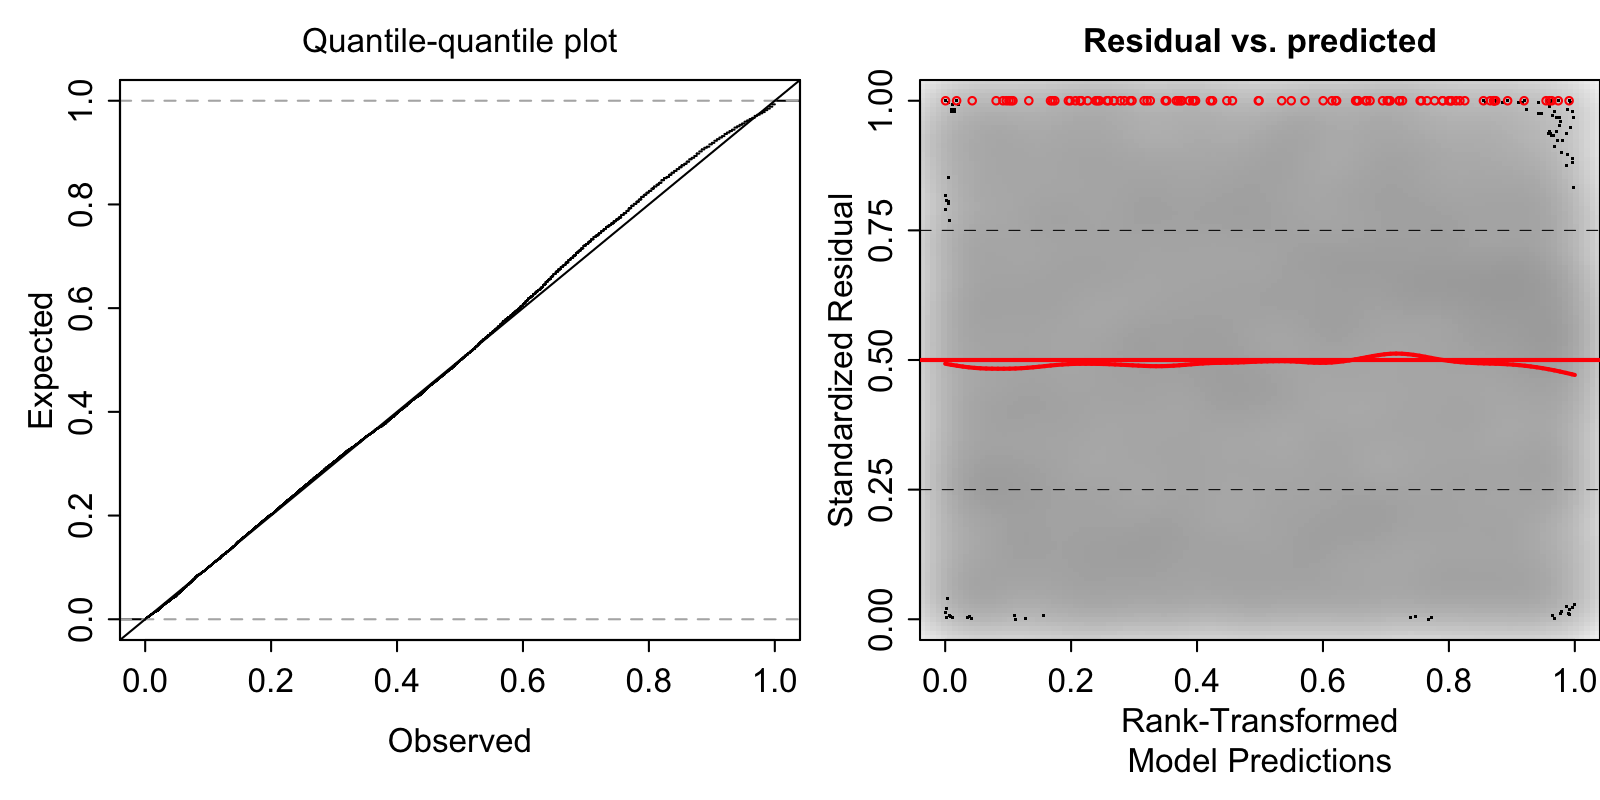 Quantile-quantile plot
Expected
0.0 0.2 0.4 0.6 0.8 1.0
0.0 0.2 0.4 0.6 0.8 1.0
Observed
Residual vs. predicted
Standardized Residual
0.00 0.25 0.50 0.75 1.00
0.0 0.2 0.4 0.6 0.8 1.0
Rank-Transformed
Model Predictions